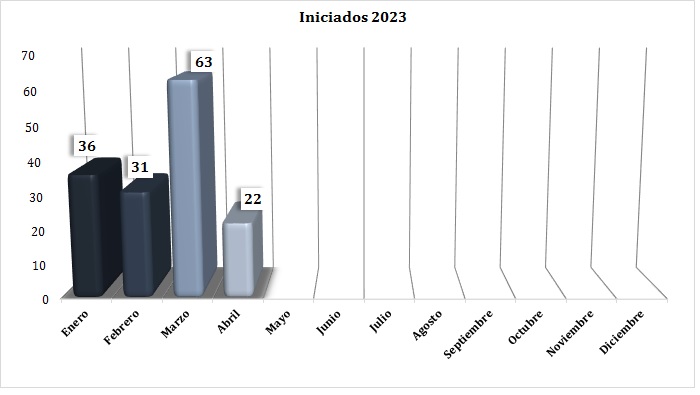 Iniciados 2023
70
60
50
40
30
20
10
0
36
31
63
22
Enero
Febrero
Marzo
Abril
Mayo
Junio
Julio
Agosto
Septiembre
Octubre
Noviembre
Diciembre